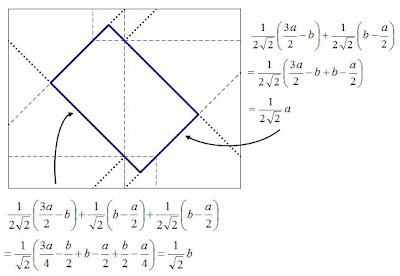 1/(2√2) (3a/2 − b) + 1/(2√2) (b − a/2)
= 1/(2√2) (3a/2 − b + b − a/2)
= 1/(2√2) a
1/(2√2) (3a/2 − b) + 1/√2 (b − a/2) + 1/(2√2) (b − a/2)
= 1/√2 (3a/4 − b/2 + b − a/2 + b/2 − a/4) = 1/√2 b